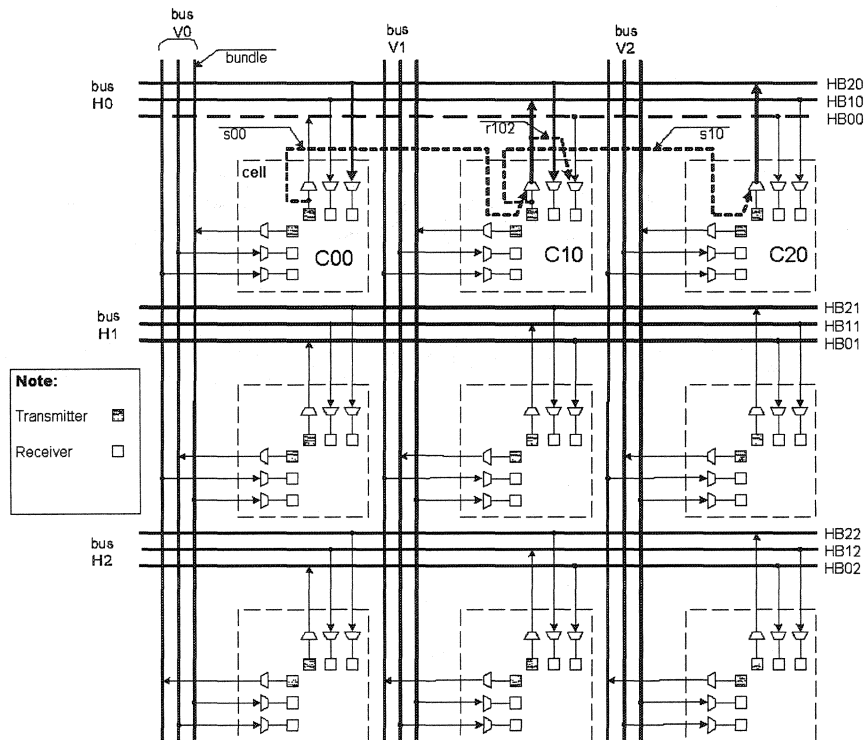 bus
V0
bundle
bus
V1
bus
V2
bus
H0
HB20
HB10
HB00
s00
r102
s10
cell
C00
C10
C20
bus
H1
HB21
HB11
HB01
Note:
Transmitter
Receiver
bus
H2
HB22
HB12
HB02